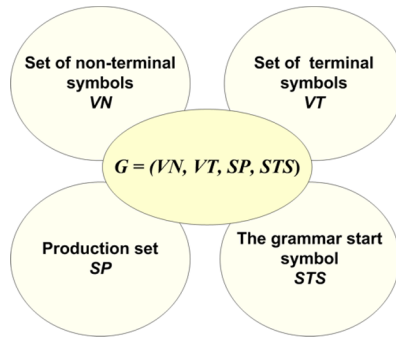 Set of non-terminal
symbols
VN
Set of terminal
symbols
VT
G = (VN, VT, SP, STS)
Production set
SP
The grammar start
symbol
STS